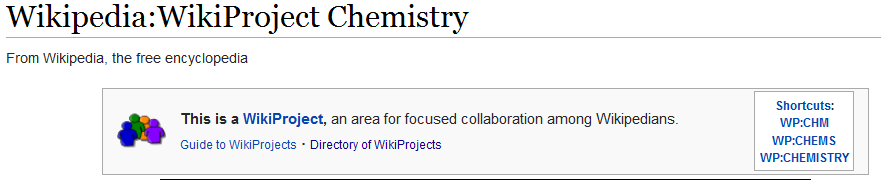 Wikipedia:WikiProject Chemistry
From Wikipedia, the free encyclopedia
This is a WikiProject, an area for focused collaboration among Wikipedians.
Guide to WikiProjects · Directory of WikiProjects
Shortcuts:
WP:CHM
WP:CHEMS
WP:CHEMISTRY